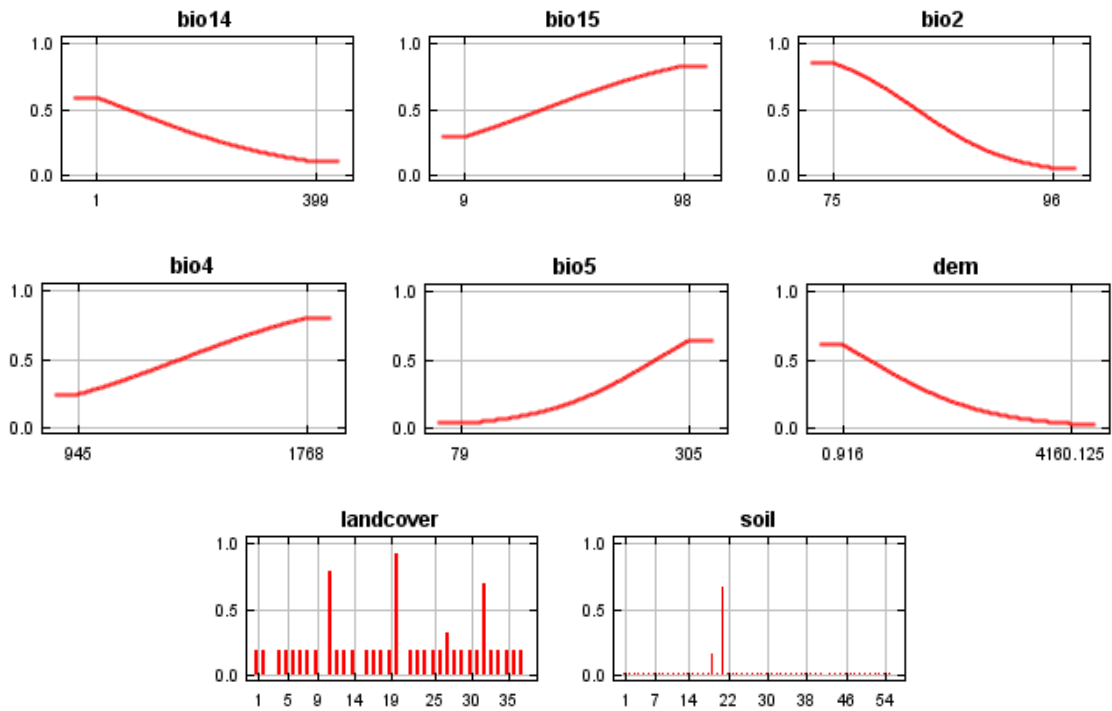 bio14 bio15 bio2
1.0 1.0 1.0
0.5 0.5 0.5
0.0 0.0 0.0
1 399 9 98 75 96
bio4 bio5 dem
1.0 1.0 1.0
0.5 0.5 0.5
0.0 0.0 0.0
945 1768 79 305 0.916 4160.125
landcover soil
1.0 1.0
0.5 0.5
0.0 0.0
1 5 9 14 19 25 30 35 1 7 14 22 30 38 46 54